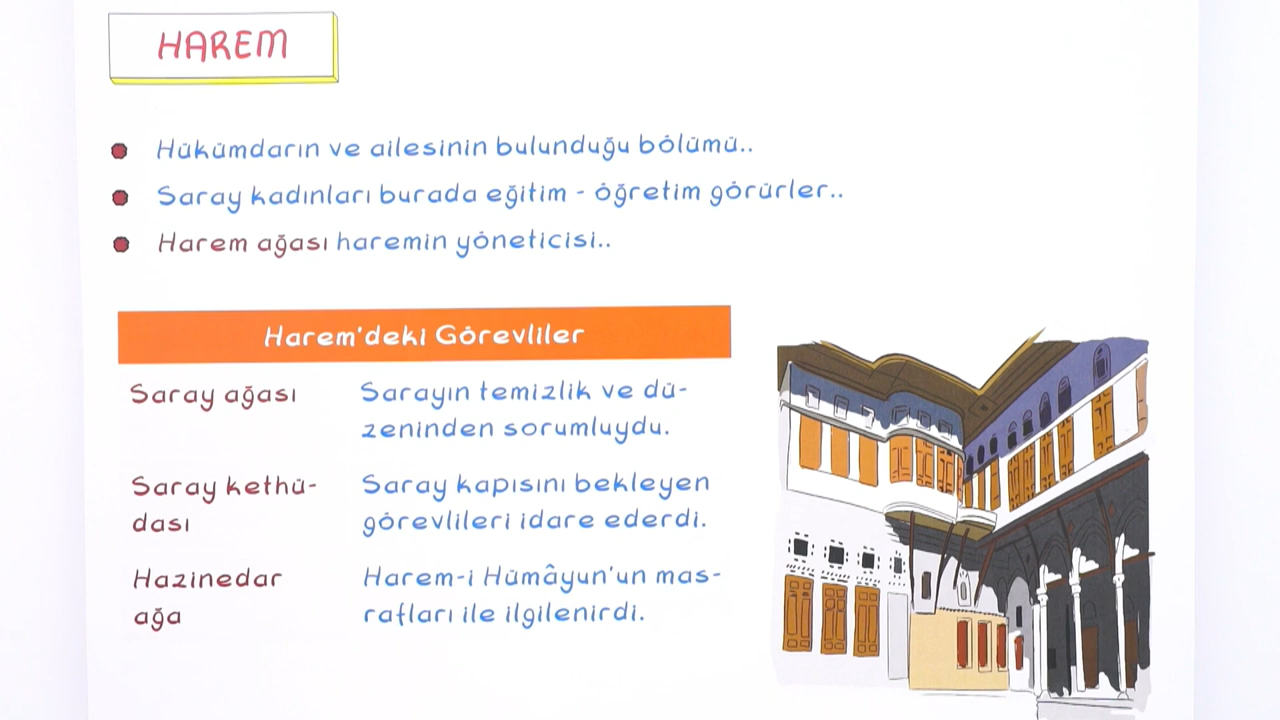 HAREM
Hükümdarın ve ailesinin bulunduğu bölümü..
Saray kadınları burada eğitim - öğretim görürler..
Harem ağası haremin yöneticisi..
Harem'deki Görevliler
Saray ağası
Sarayın temizlik ve dü-
zeninden sorumluydu.
Saray kethü-
dası
Saray kapısını bekleyen
görevlileri idare ederdi.
Hazinedar
ağa
Harem-i Hümâyun'un mas-
rafları ile ilgilenirdi.